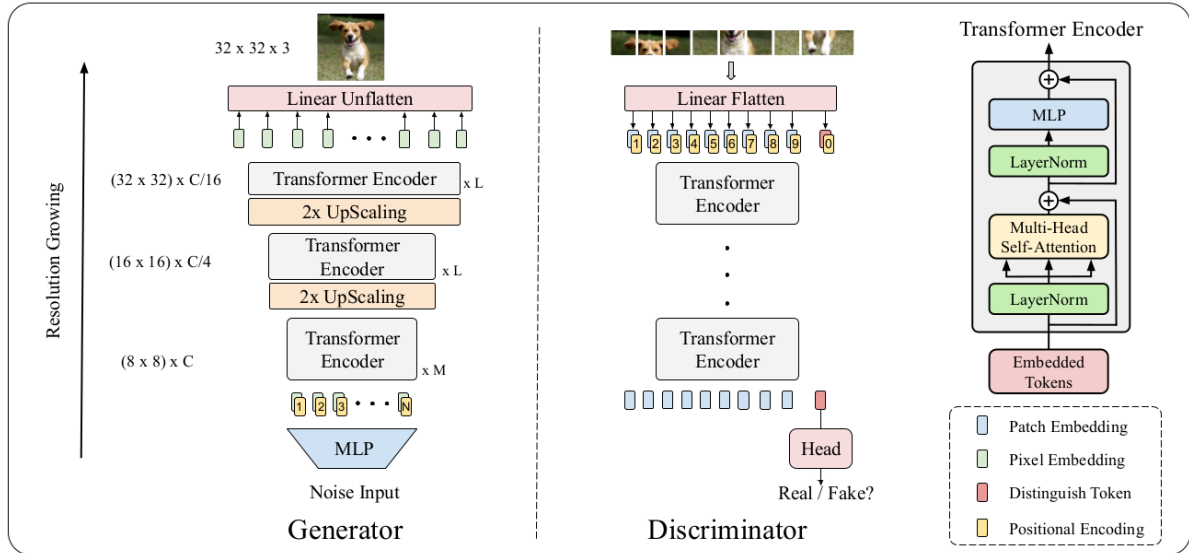 32 x 32 x 3
Linear Unflatten
(32 x 32) x C/16
Transformer Encoder
x L
2x UpScaling
(16 x 16) x C/4
Transformer
Encoder
x L
2x UpScaling
(8 x 8) x C
Transformer
Encoder
x M
1 2 3 N
MLP
Noise Input
Generator
Resolution Growing
Linear Flatten
1 2 3 4 5 6 7 8 9 0
Transformer
Encoder
Transformer
Encoder
Head
Real / Fake?
Discriminator
Transformer Encoder
MLP
LayerNorm
Multi-Head
Self-Attention
LayerNorm
Embedded
Tokens
Patch Embedding
Pixel Embedding
Distinguish Token
Positional Encoding